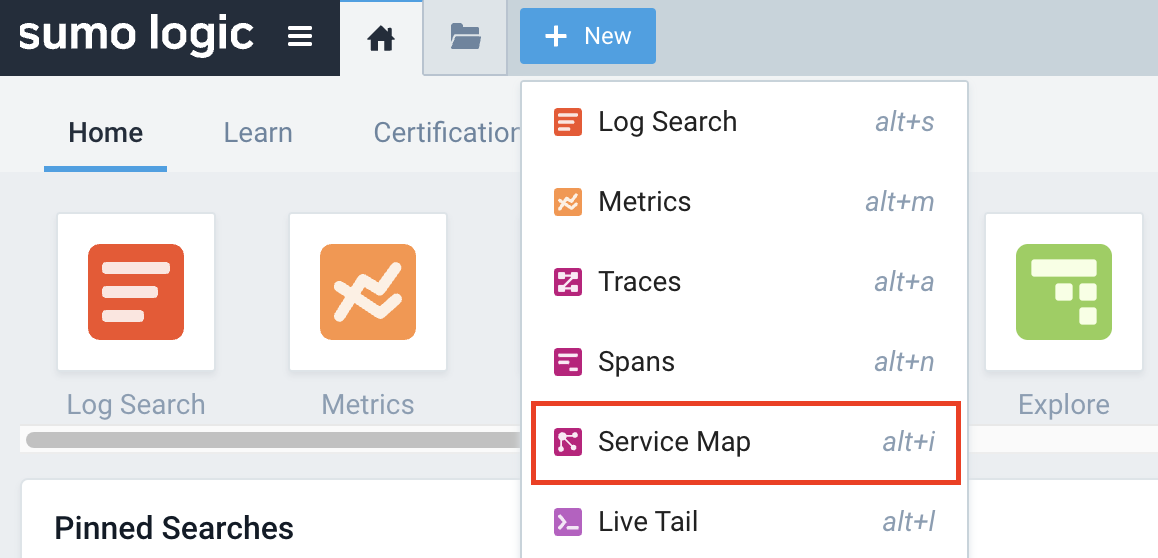 sumo logic
New
Home Learn Certification
Log Search alt+s
Metrics alt+m
Traces alt+a
Spans alt+n
Service Map alt+i
Live Tail alt+l
Log Search Metrics Explore
Pinned Searches